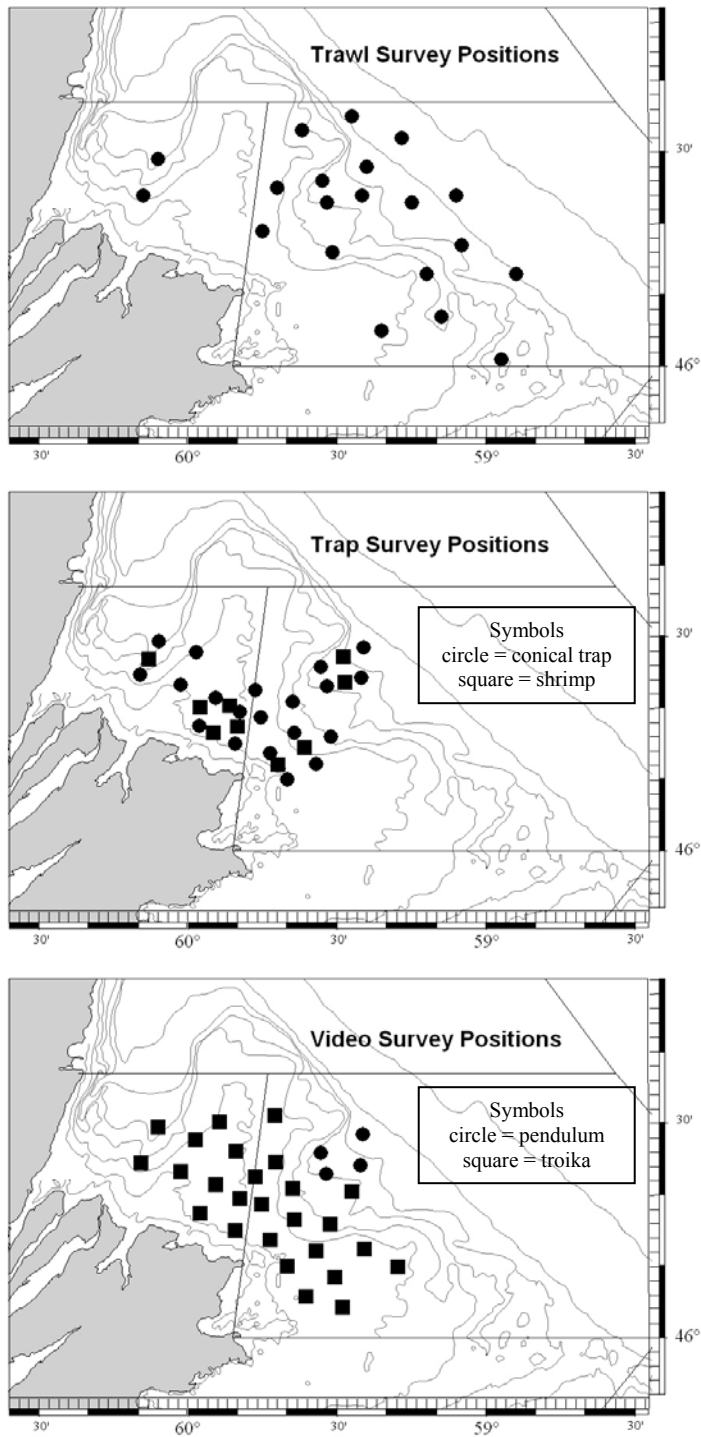 Trawl Survey Positions
30'
46°
30'
60°
30'
59°
30'
Trap Survey Positions
Symbols
circle = conical trap
square = shrimp
30'
46°
30'
60°
30'
59°
30'
Video Survey Positions
Symbols
circle = pendulum
square = troika
30'
46°
30'
60°
30'
59°
30'